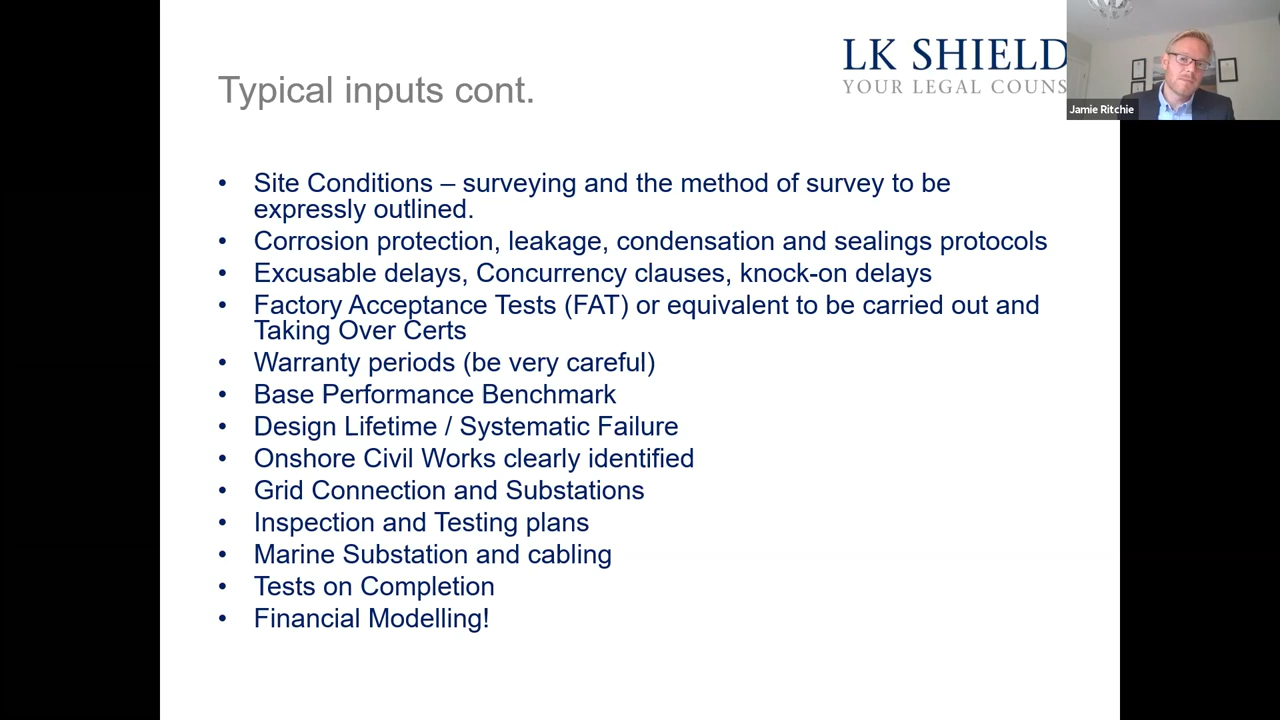 LK SHIELD
YOUR LEGAL COUNS
Jamie Ritchie
Typical inputs cont.
• Site Conditions – surveying and the method of survey to be
expressly outlined.
• Corrosion protection, leakage, condensation and sealings protocols
• Excusable delays, Concurrency clauses, knock-on delays
• Factory Acceptance Tests (FAT) or equivalent to be carried out and
Taking Over Certs
• Warranty periods (be very careful)
• Base Performance Benchmark
• Design Lifetime / Systematic Failure
• Onshore Civil Works clearly identified
• Grid Connection and Substations
• Inspection and Testing plans
• Marine Substation and cabling
• Tests on Completion
• Financial Modelling!